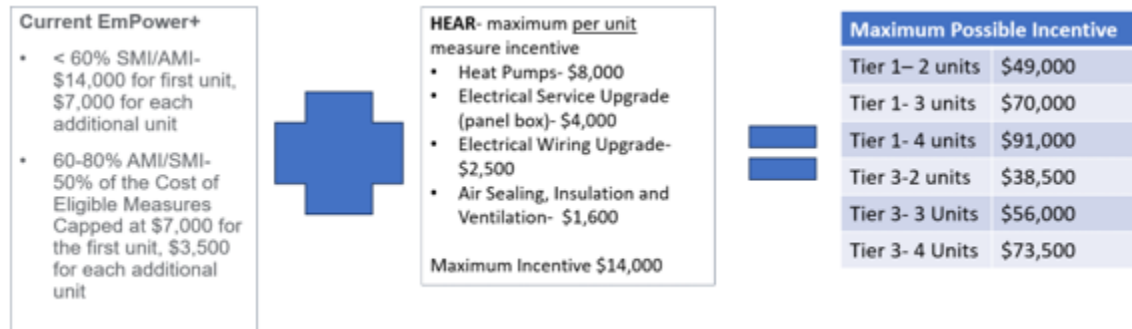 Current EmPower+
• < 60% SMI/AMI-
$14,000 for first unit,
$7,000 for each
additional unit
• 60-80% AMI/SMI-
50% of the Cost of
Eligible Measures
Capped at $7,000 for
the first unit, $3,500
for each additional
unit
HEAR- maximum per unit
measure incentive
• Heat Pumps- $8,000
• Electrical Service Upgrade
(panel box)- $4,000
• Electrical Wiring Upgrade-
$2,500
• Air Sealing, Insulation and
Ventilation- $1,600
Maximum Incentive $14,000
Maximum Possible Incentive
Tier 1– 2 units $49,000
Tier 1- 3 units $70,000
Tier 1- 4 units $91,000
Tier 3-2 units $38,500
Tier 3- 3 Units $56,000
Tier 3- 4 Units $73,500